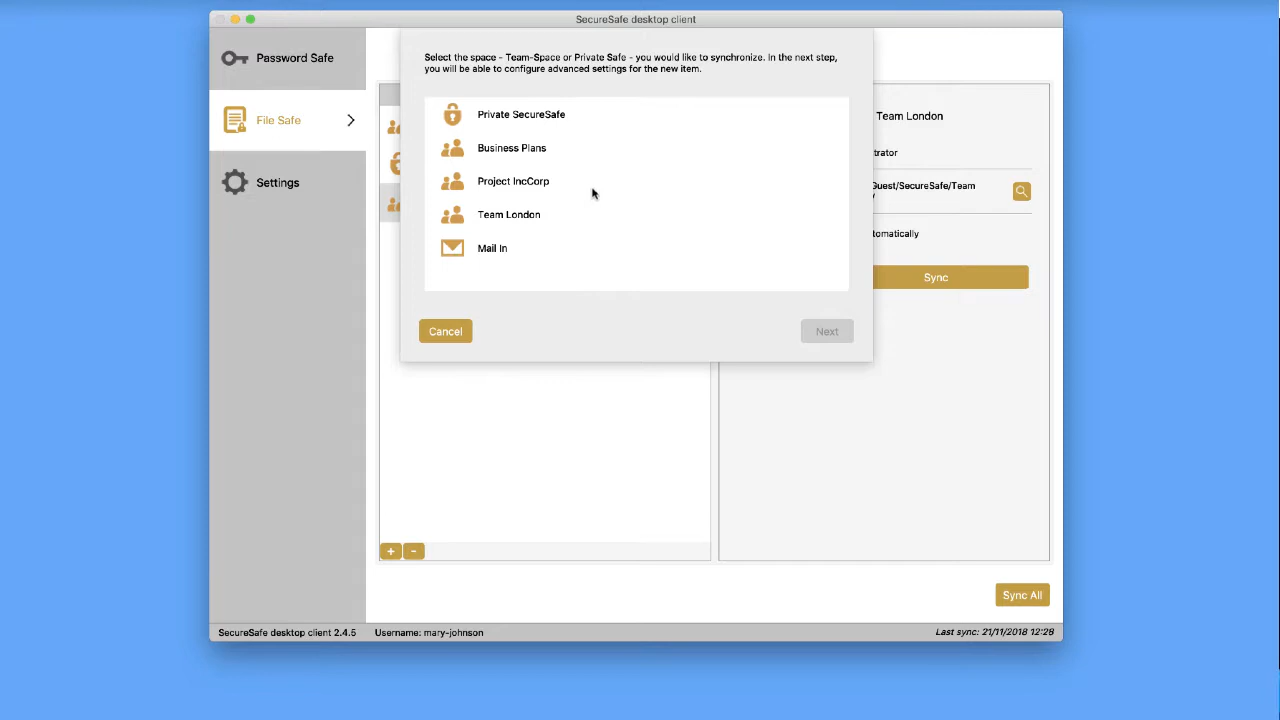 SecureSafe desktop client
Password Safe
File Safe
Settings
Select the space - Team-Space or Private Safe - you would like to synchronize. In the next step,
you will be able to configure advanced settings for the new item.
Private SecureSafe
Business Plans
Project IncCorp
Team London
Mail In
Cancel
Next
Team London
trator
Guest/SecureSafe/Team
tomatically
Sync
+ -
Sync All
SecureSafe desktop client 2.4.5
Username: mary-johnson
Last sync: 21/11/2018 12:28